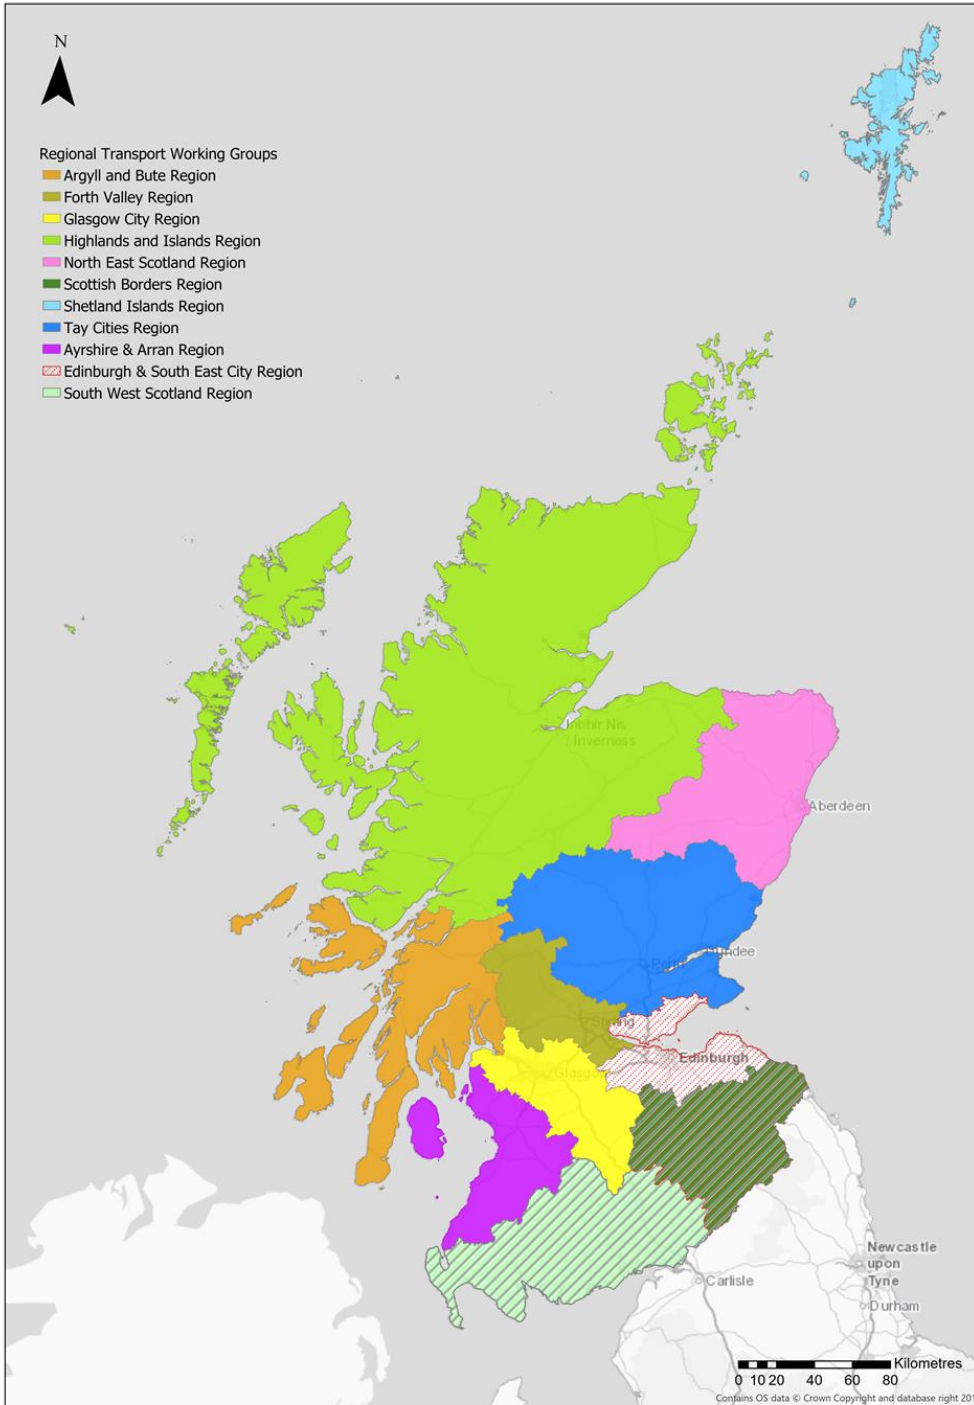 N
Regional Transport Working Groups
Argyll and Bute Region
Forth Valley Region
Glasgow City Region
Highlands and Islands Region
North East Scotland Region
Scottish Borders Region
Shetland Islands Region
Tay Cities Region
Ayrshire & Arran Region
Edinburgh & South East City Region
South West Scotland Region
Inbhir Nis
/ Inverness
Aberdeen
Dundee
Perth
Stirling
Edinburgh
Glasgow
Newcastle
upon
Tyne
Carlisle
Durham
Kilometres
0 10 20 40 60 80
Contains OS data © Crown Copyright and database right 201